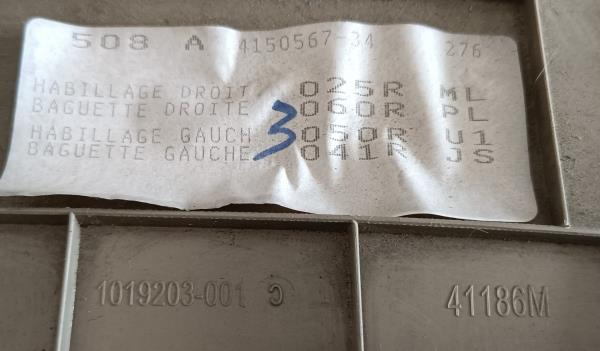 508 A 4150567-34 276
HABILLAGE DROIT 025R ML
BAGUETTE DROITE 060R PL
HABILLAGE GAUCH 050R U1
BAGUETTE GAUCHE 041R JS
3
1019203-001 41186M